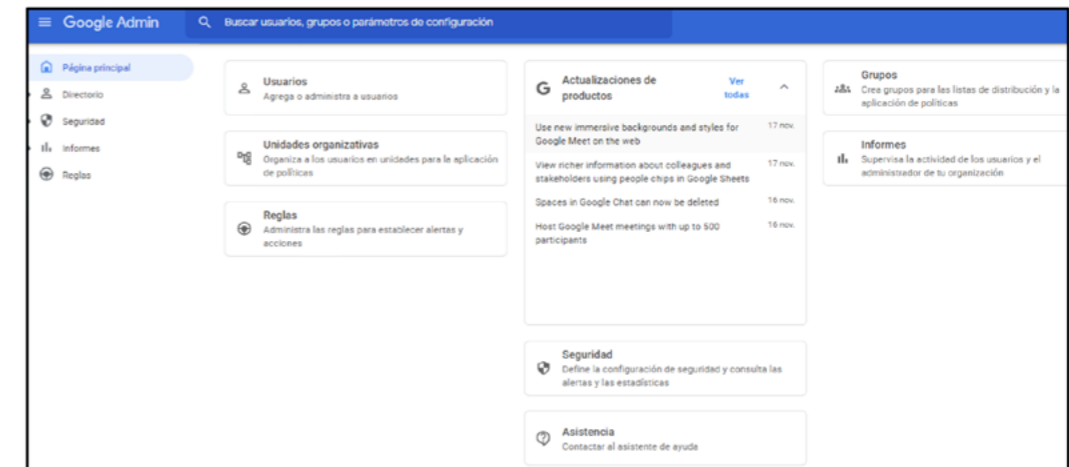 Google Admin
Buscar usuarios, grupos o parámetros de configuración
Página principal
Directorio
Seguridad
Informes
Reglas
Usuarios
Agrega o administra a usuarios
Unidades organizativas
Organiza a los usuarios en unidades para la aplicación
de políticas
Reglas
Administra las reglas para establecer alertas y
acciones
G
Actualizaciones de
productos
Ver
todas
Use new immersive backgrounds and styles for
Google Meet on the web
17 nov.
View richer information about colleagues and
stakeholders using people chips in Google Sheets
17 nov.
Spaces in Google Chat can now be deleted
16 nov.
Host Google Meet meetings with up to 500
participants
16 nov.
Seguridad
Define la configuración de seguridad y consulta las
alertas y las estadísticas
Asistencia
Contactar al asistente de ayuda
Grupos
Crea grupos para las listas de distribución y la
aplicación de políticas
Informes
Supervisa la actividad de los usuarios y el
administrador de tu organización